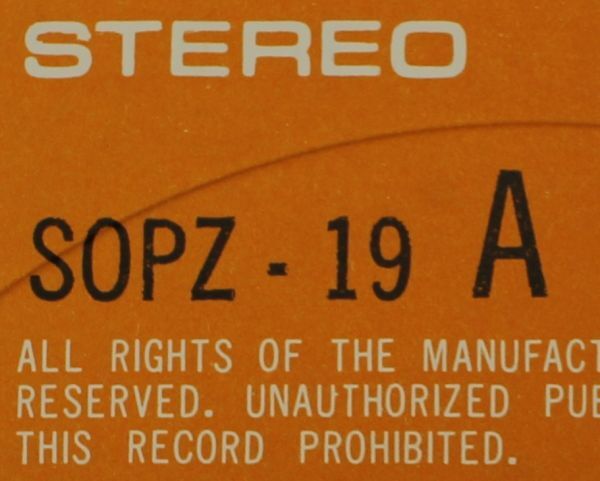 STEREO
SOPZ - 19 A
ALL RIGHTS OF THE MANUFACT
RESERVED. UNAUTHORIZED PUB
THIS RECORD PROHIBITED.